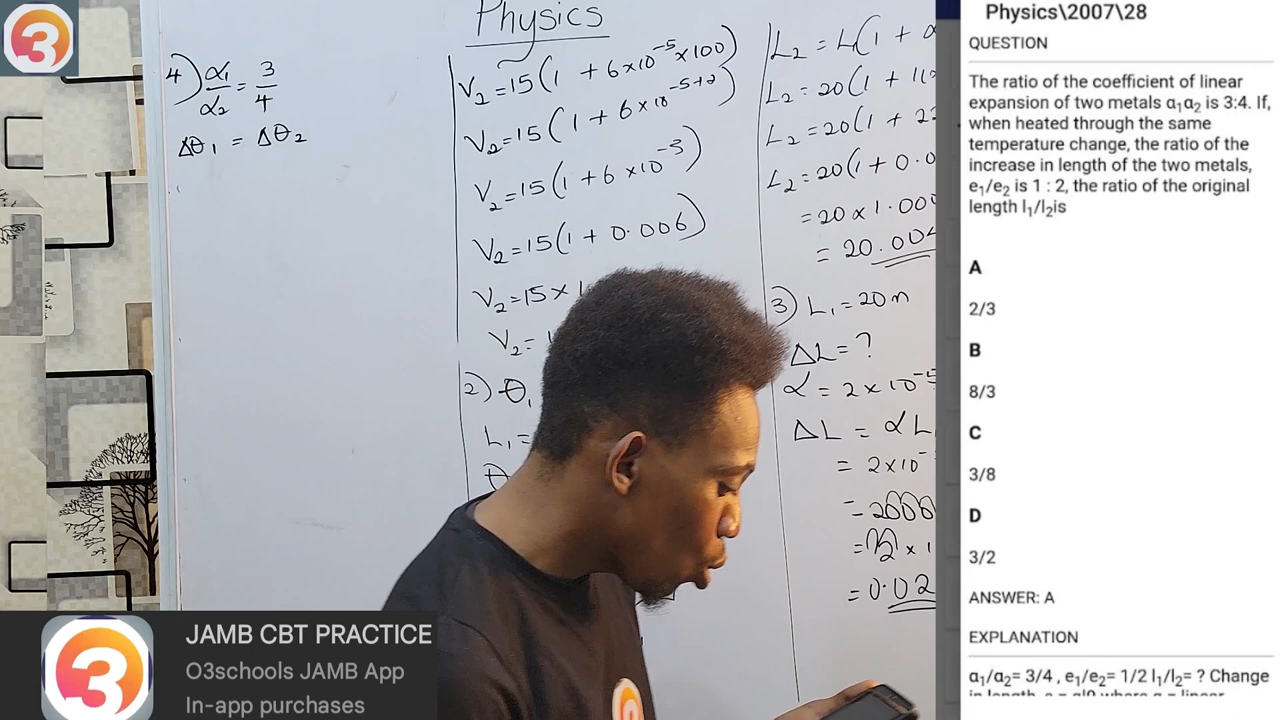 3
Physics
4) α₁/α₂ = 3/4
Δθ₁ = Δθ₂
V₂ = 15(1 + 6×10⁻⁵×100)
V₂ = 15(1 + 6×10⁻⁵⁺²)
V₂ = 15(1 + 6×10⁻³)
V₂ = 15(1 + 0.006)
V₂ = 15 × 1
V₂ =
2) θ₁
L₁ =
θ
L₂ = L(1 +
L₂ = 20(1 +
L₂ = 20(1 +
L₂ = 20(1 + 0.0
= 20 × 1.000
= 20.004
3) L₁ = 20m
ΔL = ?
α = 2 × 10⁻⁵
ΔL = αL
= 2×10⁻
= 0.02
Physics\2007\28
QUESTION
The ratio of the coefficient of linear
expansion of two metals α₁α₂ is 3:4. If,
when heated through the same
temperature change, the ratio of the
increase in length of the two metals,
e₁/e₂ is 1 : 2, the ratio of the original
length l₁/l₂is
A
2/3
B
8/3
C
3/8
D
3/2
ANSWER: A
EXPLANATION
α₁/α₂= 3/4 , e₁/e₂= 1/2 l₁/l₂= ? Change
3
JAMB CBT PRACTICE
O3schools JAMB App
In-app purchases